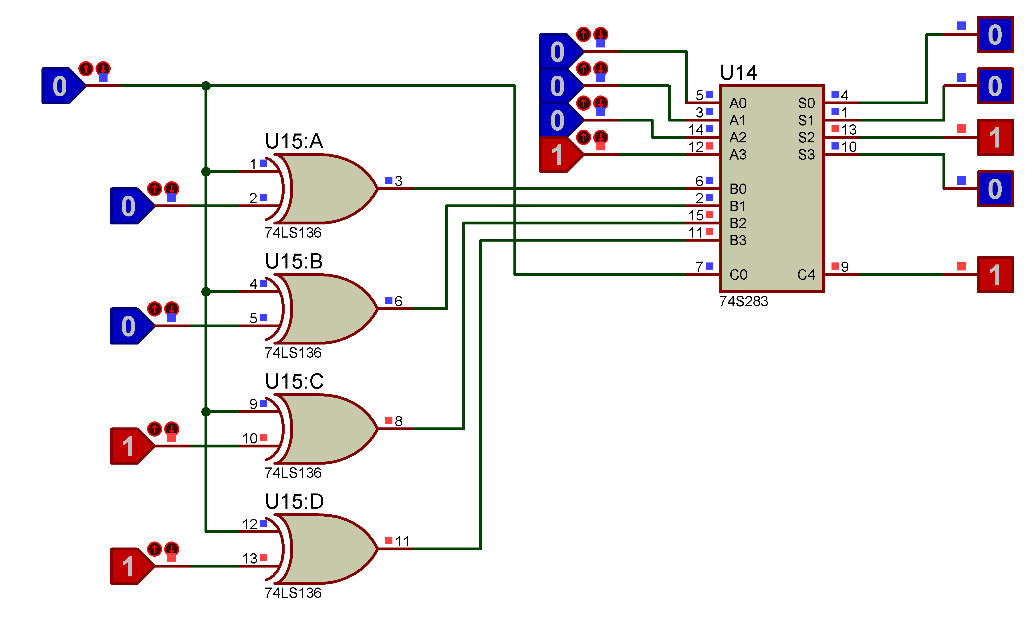 0
0
0
0
1
0
0
1
0
1
U14
5 A0 S0 4
3 A1 S1 1
14 A2 S2 13
12 A3 S3 10
6 B0
2 B1
15 B2
11 B3
7 C0 C4 9
74S283
U15:A
1
0 2 3
74LS136
U15:B
4
0 5 6
74LS136
U15:C
9
1 10 8
74LS136
U15:D
12
1 13 11
74LS136